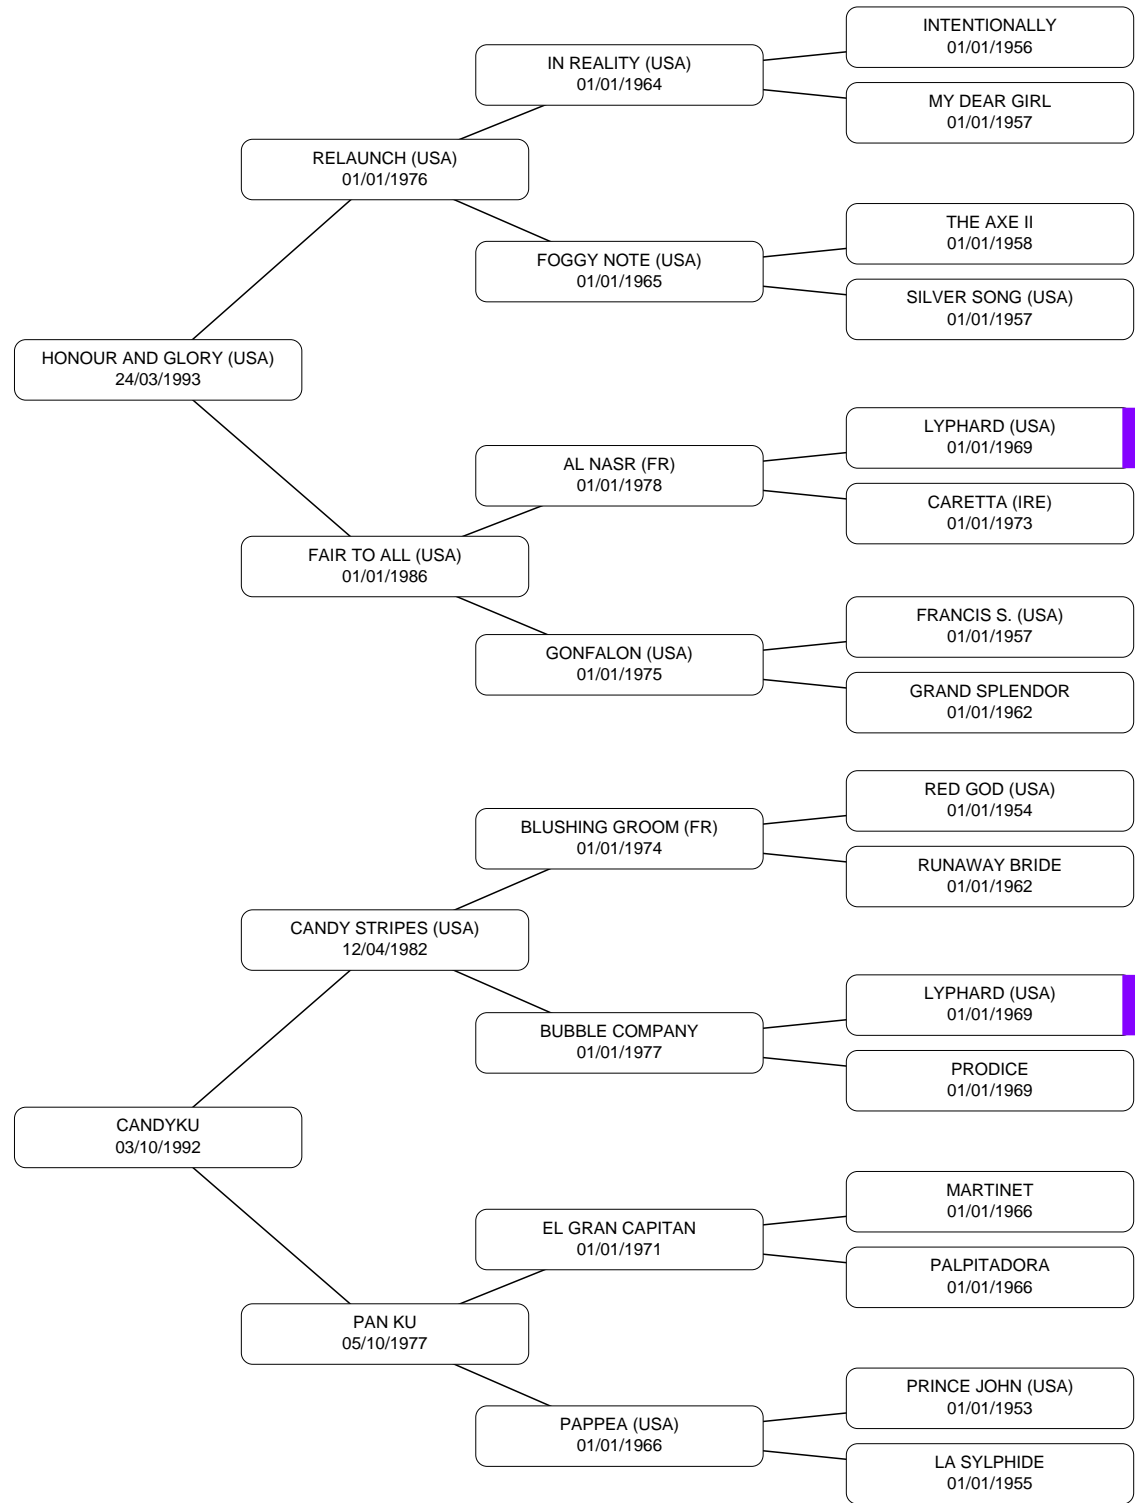 INTENTIONALLY
01/01/1956
IN REALITY (USA)
01/01/1964
MY DEAR GIRL
01/01/1957
RELAUNCH (USA)
01/01/1976
THE AXE II
01/01/1958
FOGGY NOTE (USA)
01/01/1965
SILVER SONG (USA)
01/01/1957
HONOUR AND GLORY (USA)
24/03/1993
LYPHARD (USA)
01/01/1969
AL NASR (FR)
01/01/1978
CARETTA (IRE)
01/01/1973
FAIR TO ALL (USA)
01/01/1986
FRANCIS S. (USA)
01/01/1957
GONFALON (USA)
01/01/1975
GRAND SPLENDOR
01/01/1962
RED GOD (USA)
01/01/1954
BLUSHING GROOM (FR)
01/01/1974
RUNAWAY BRIDE
01/01/1962
CANDY STRIPES (USA)
12/04/1982
LYPHARD (USA)
01/01/1969
BUBBLE COMPANY
01/01/1977
PRODICE
01/01/1969
CANDYKU
03/10/1992
MARTINET
01/01/1966
EL GRAN CAPITAN
01/01/1971
PALPITADORA
01/01/1966
PAN KU
05/10/1977
PRINCE JOHN (USA)
01/01/1953
PAPPEA (USA)
01/01/1966
LA SYLPHIDE
01/01/1955